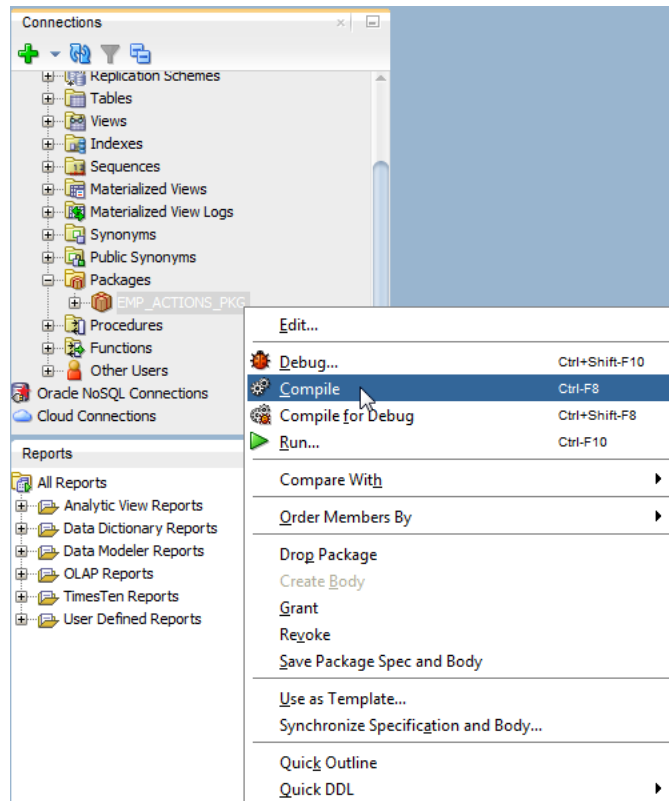 Connections
Replication Schemes
Tables
Views
Indexes
Sequences
Materialized Views
Materialized View Logs
Synonyms
Public Synonyms
Packages
EMP_ACTIONS_PKG
Procedures
Functions
Other Users
Oracle NoSQL Connections
Cloud Connections
Reports
All Reports
Analytic View Reports
Data Dictionary Reports
Data Modeler Reports
OLAP Reports
TimesTen Reports
User Defined Reports
Edit...
Debug... Ctrl+Shift-F10
Compile Ctrl-F8
Compile for Debug Ctrl+Shift-F8
Run... Ctrl-F10
Compare With
Order Members By
Drop Package
Create Body
Grant
Revoke
Save Package Spec and Body
Use as Template...
Synchronize Specification and Body...
Quick Outline
Quick DDL